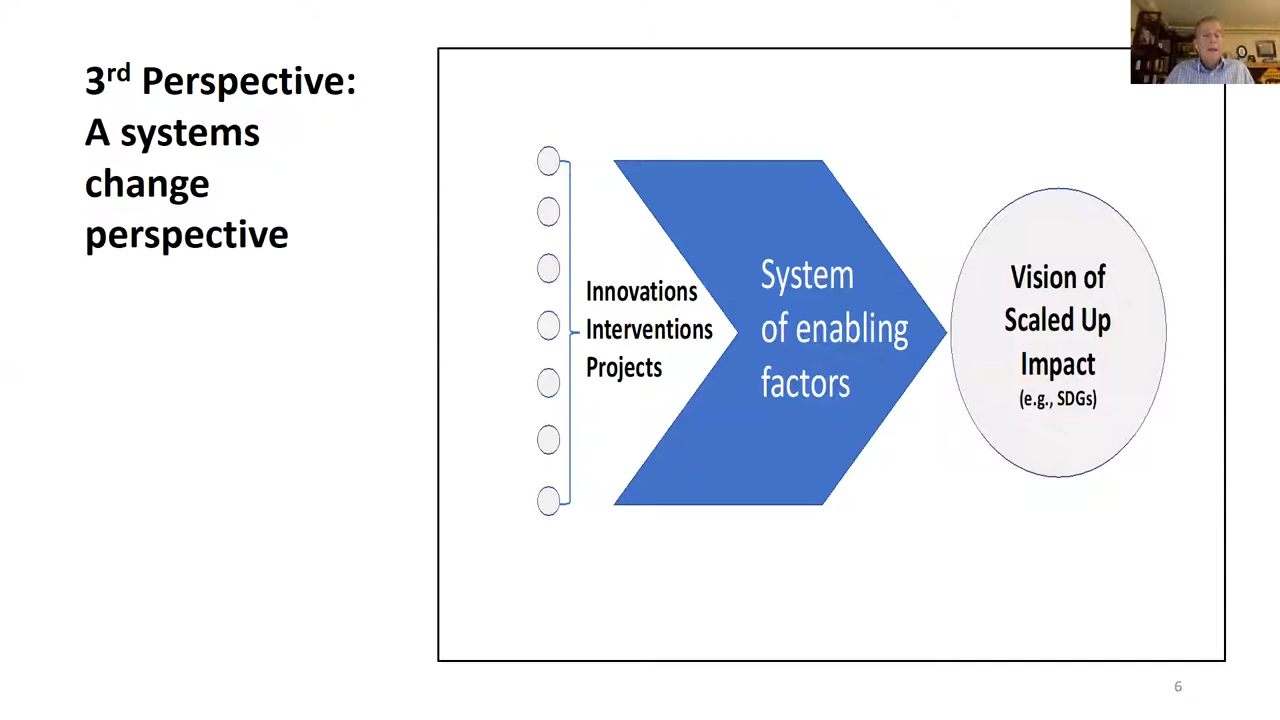 3rd Perspective:
A systems
change
perspective
Innovations
Interventions
Projects
System
of enabling
factors
Vision of
Scaled Up
Impact
(e.g., SDGs)
6